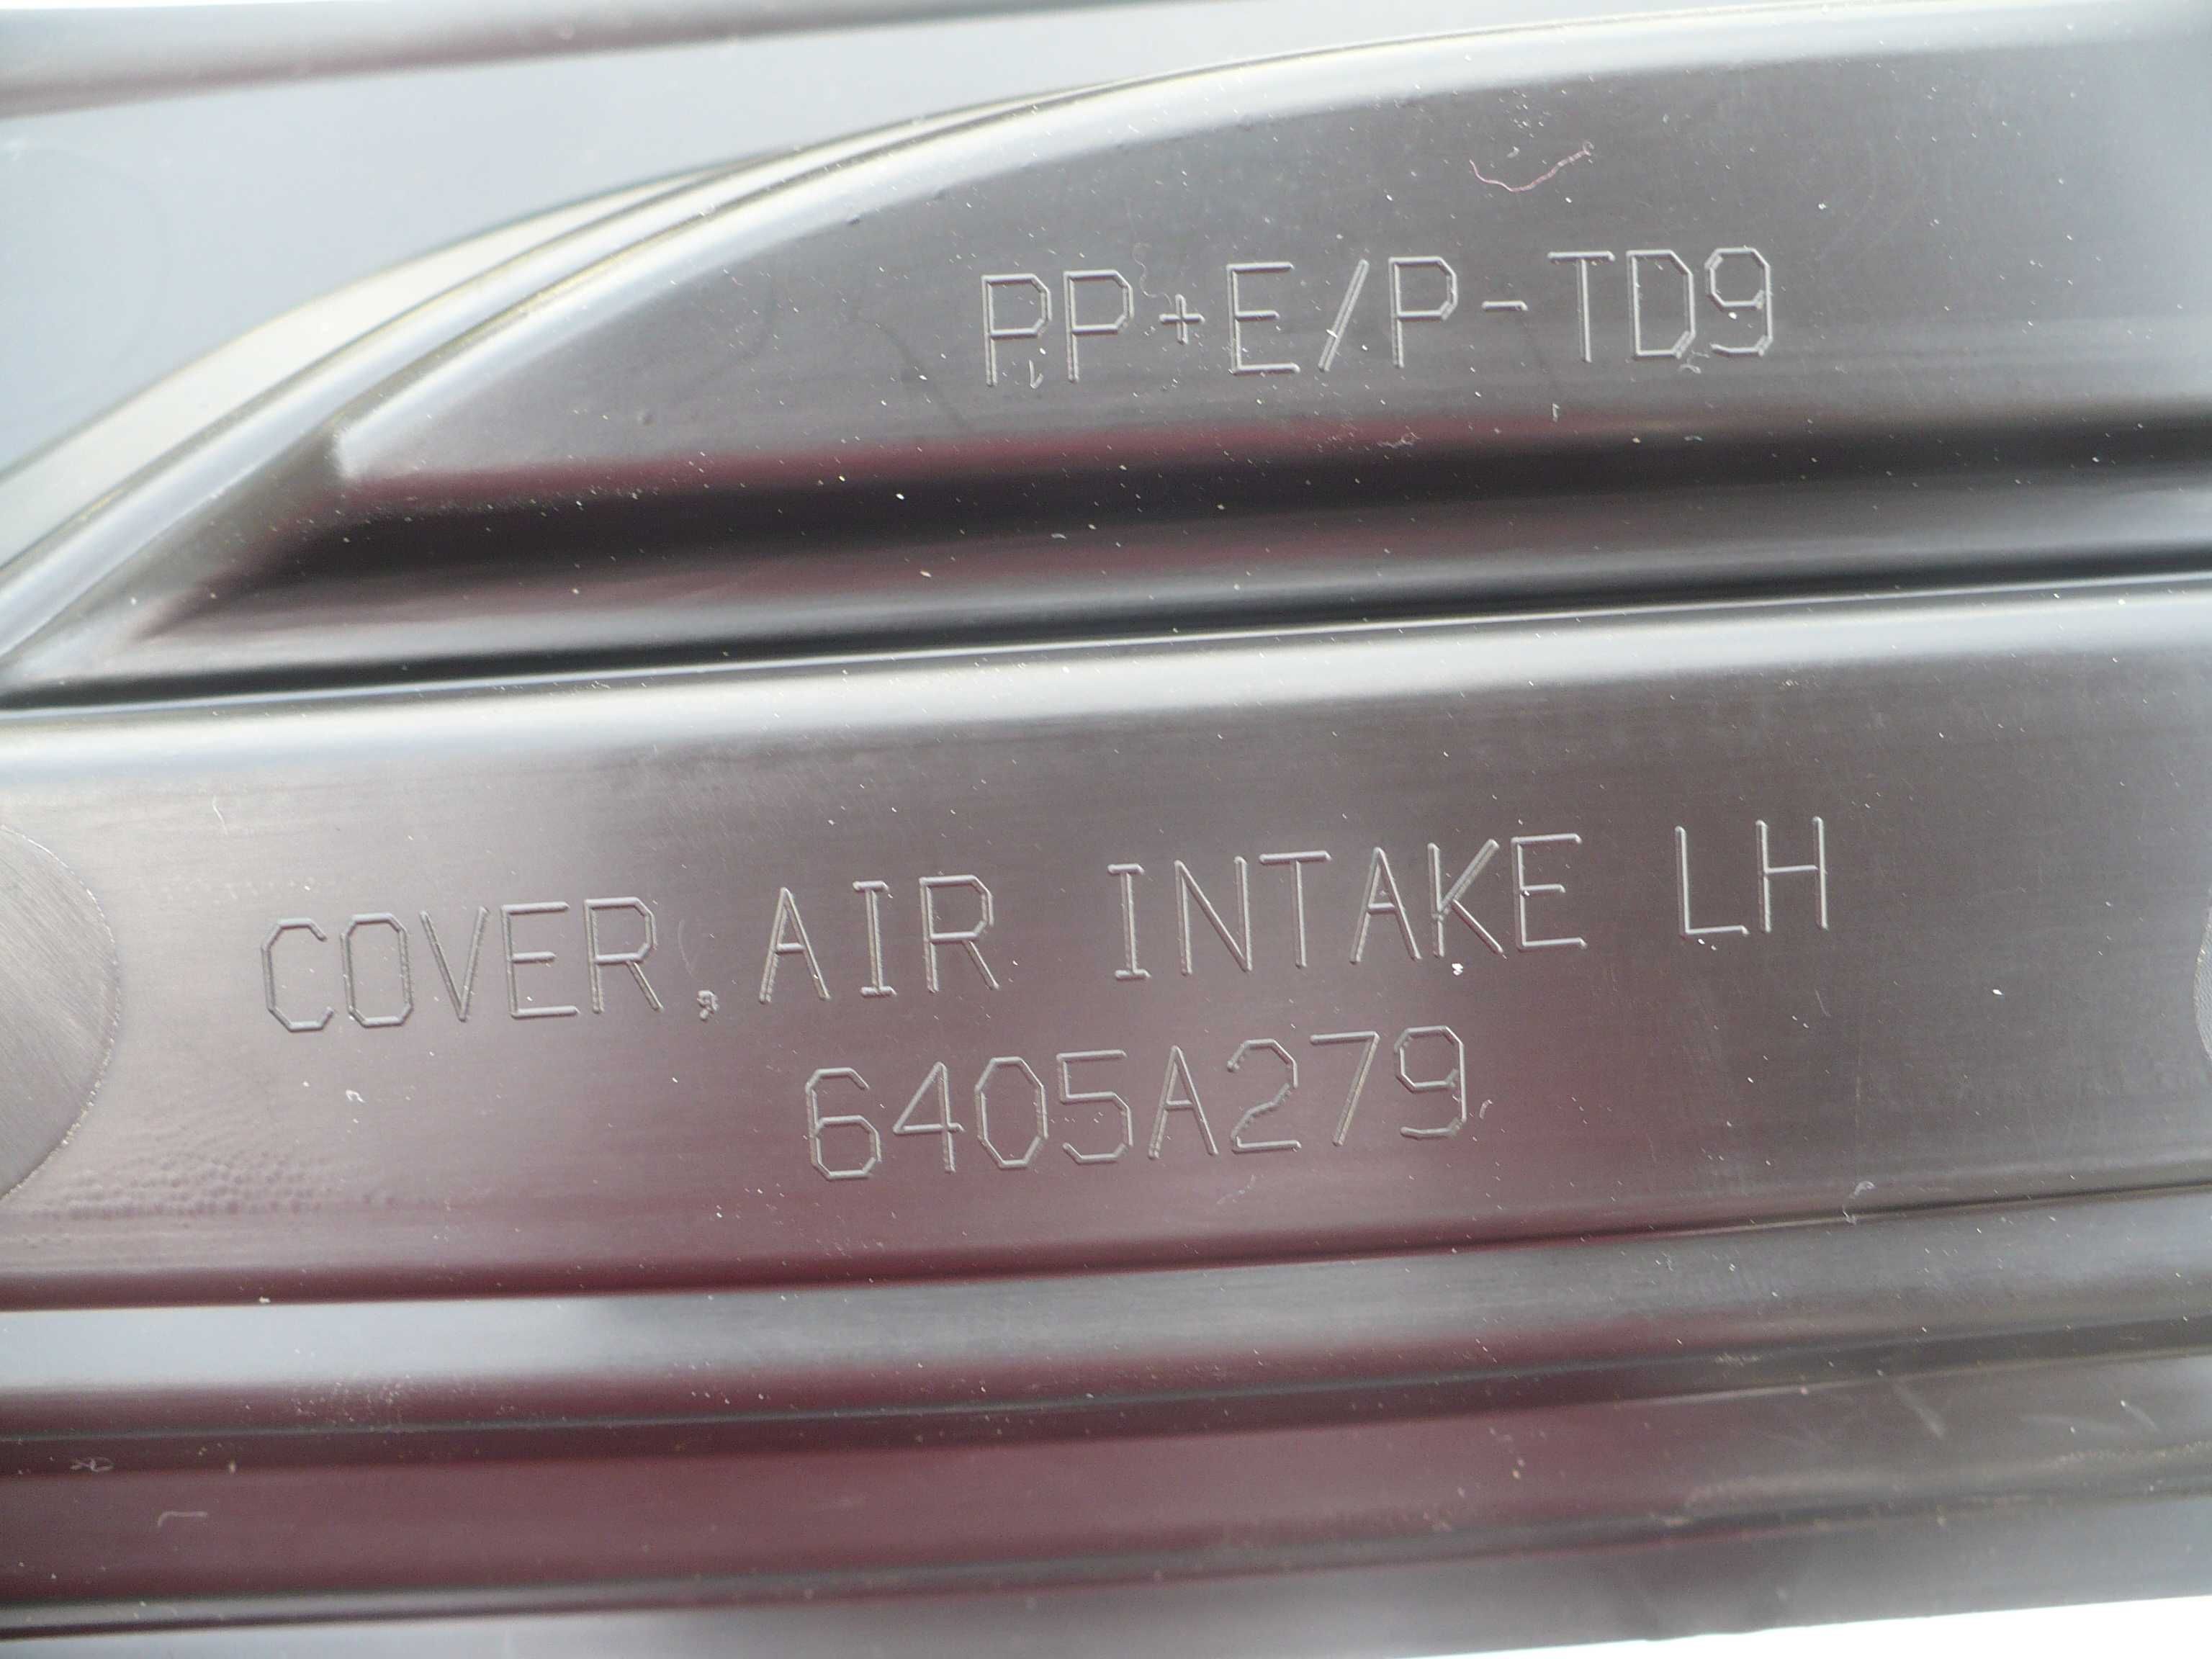 PP+E/P-TD9
COVER,AIR INTAKE LH
6405A279